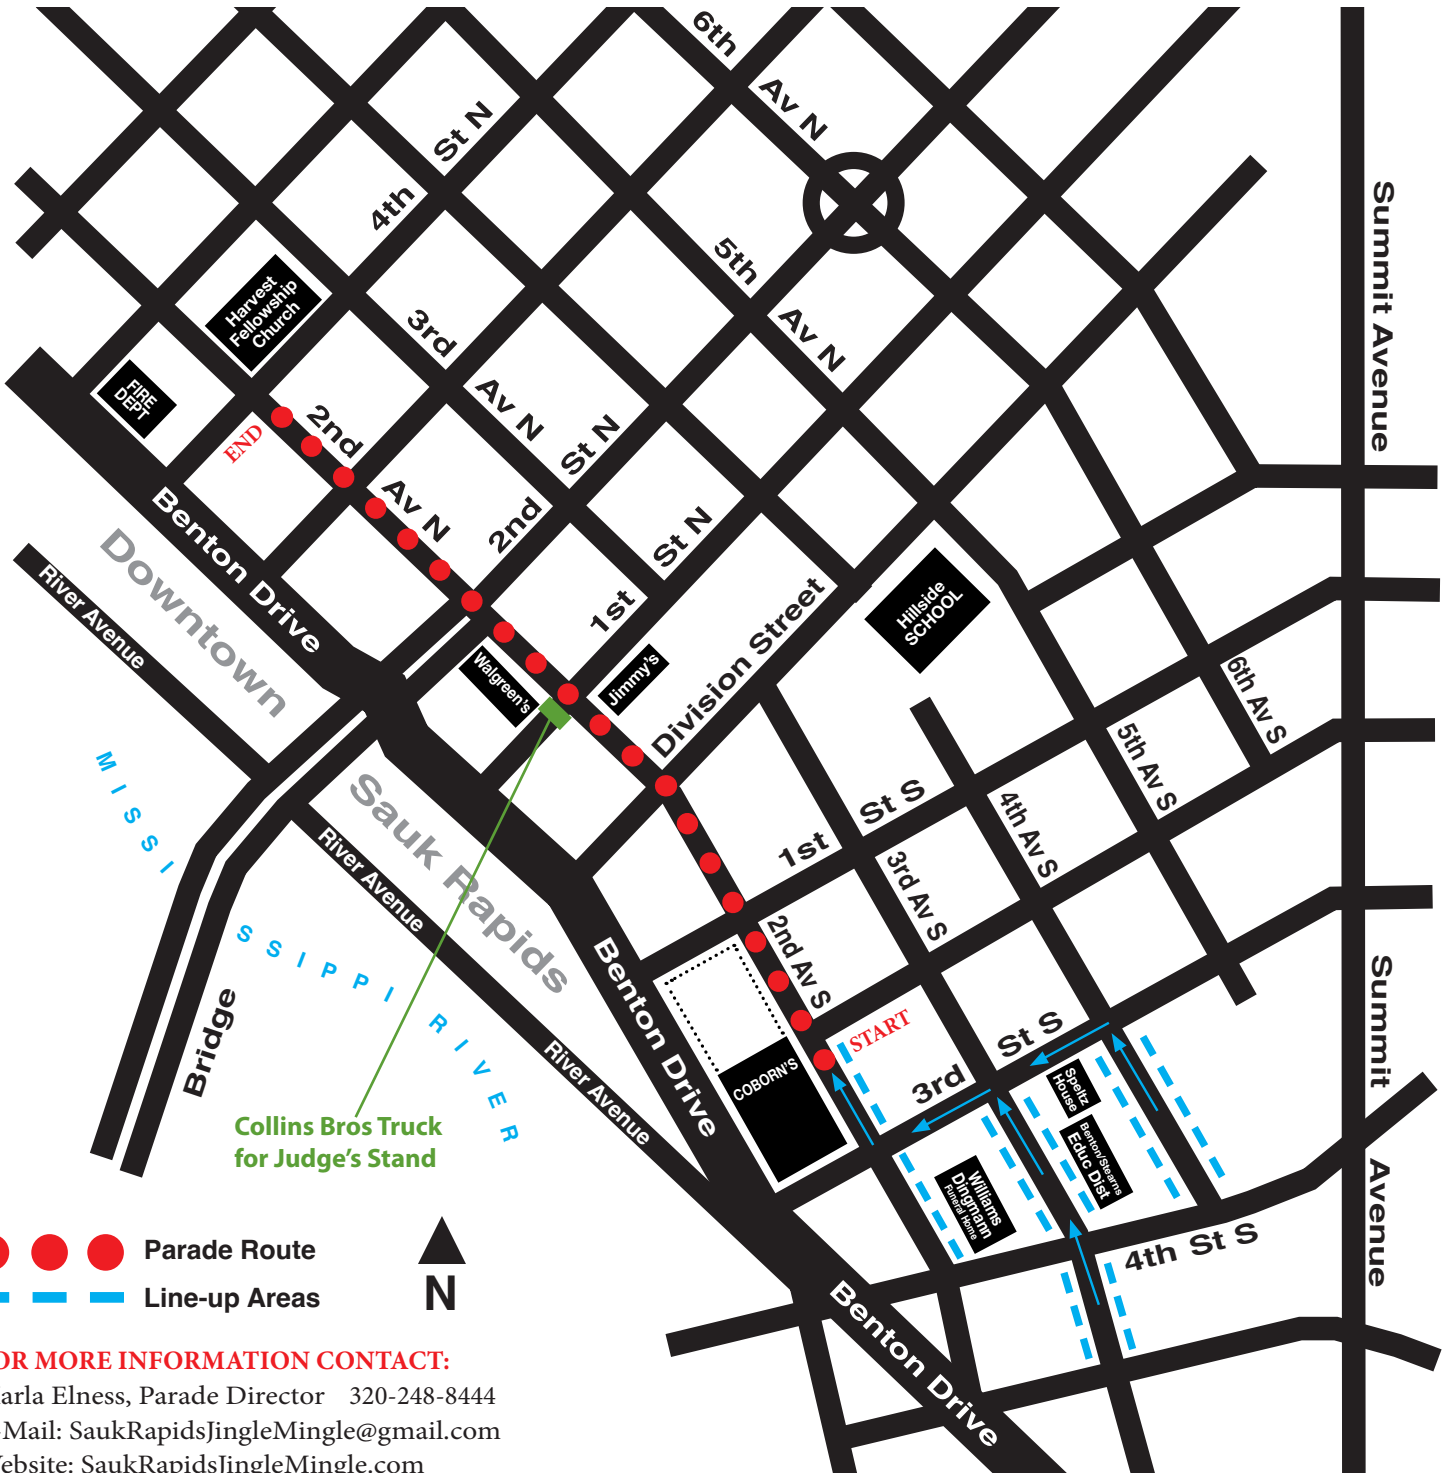 6th
Av N
St N
4th
Summit Avenue
5th
Av N
Harvest
Fellowship
Church
3rd
Av N
FIRE
DEPT
2nd
Av N
END
St N
2nd
Benton Drive
Downtown
River Avenue
St N
1st
Hillside
SCHOOL
Division Street
Walgreen's
Jimmy's
6th Av S
5th Av S
4th Av S
St S
1st
3rd Av S
MISSI
SSIPPI RIVER
Sauk Rapids
River Avenue
2nd Av S
Benton Drive
Bridge
START
St S
3rd
Summit
Avenue
River Avenue
COBORN'S
Speltz
House
Benton/Stearns
Educ Dist
Williams
Dingmann
Funeral Home
Collins Bros Truck
for Judge's Stand
4th St S
Parade Route
Line-up Areas
N
Benton Drive
OR MORE INFORMATION CONTACT:
arla Elness, Parade Director 320-248-8444
-Mail: SaukRapidsJingleMingle@gmail.com
ebsite: SaukRapidsJingleMingle.com